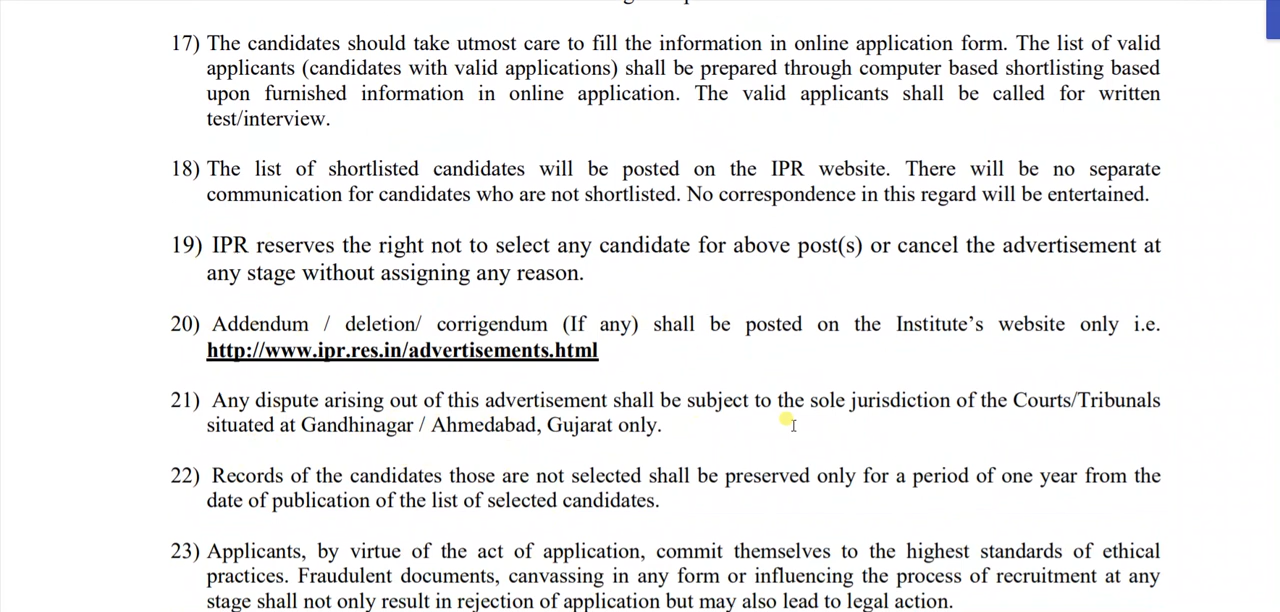 17) The candidates should take utmost care to fill the information in online application form. The list of valid
applicants (candidates with valid applications) shall be prepared through computer based shortlisting based
upon furnished information in online application. The valid applicants shall be called for written
test/interview.
18) The list of shortlisted candidates will be posted on the IPR website. There will be no separate
communication for candidates who are not shortlisted. No correspondence in this regard will be entertained.
19) IPR reserves the right not to select any candidate for above post(s) or cancel the advertisement at
any stage without assigning any reason.
20) Addendum / deletion/ corrigendum (If any) shall be posted on the Institute's website only i.e.
http://www.ipr.res.in/advertisements.html
21) Any dispute arising out of this advertisement shall be subject to the sole jurisdiction of the Courts/Tribunals
situated at Gandhinagar / Ahmedabad, Gujarat only.
22) Records of the candidates those are not selected shall be preserved only for a period of one year from the
date of publication of the list of selected candidates.
23) Applicants, by virtue of the act of application, commit themselves to the highest standards of ethical
practices. Fraudulent documents, canvassing in any form or influencing the process of recruitment at any
stage shall not only result in rejection of application but may also lead to legal action.